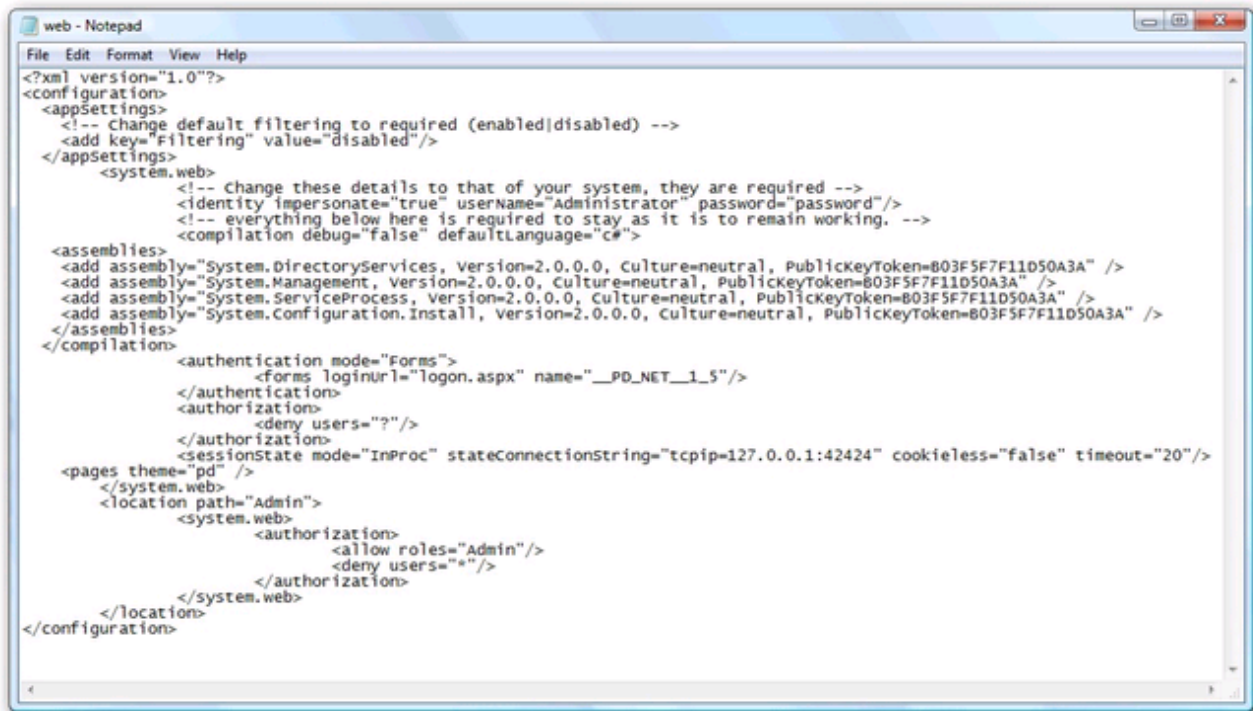 web - Notepad
File Edit Format View Help
<?xml version="1.0"?>
<configuration>
<appSettings>
<!-- Change default filtering to required (enabled|disabled) -->
<add key="Filtering" value="disabled"/>
</appSettings>
<system.web>
<!-- Change these details to that of your system, they are required -->
<identity impersonate="true" userName="Administrator" password="password"/>
<!-- everything below here is required to stay as it is to remain working. -->
<compilation debug="false" defaultLanguage="c#">
<assemblies>
<add assembly="System.DirectoryServices, Version=2.0.0.0, Culture=neutral, PublicKeyToken=B03F5F7F11D50A3A" />
<add assembly="System.Management, Version=2.0.0.0, Culture=neutral, PublicKeyToken=B03F5F7F11D50A3A" />
<add assembly="System.ServiceProcess, Version=2.0.0.0, Culture=neutral, PublicKeyToken=B03F5F7F11D50A3A" />
<add assembly="System.Configuration.Install, Version=2.0.0.0, Culture=neutral, PublicKeyToken=B03F5F7F11D50A3A" />
</assemblies>
</compilation>
<authentication mode="Forms">
<forms loginUrl="logon.aspx" name="__PD_NET__1_5"/>
</authentication>
<authorization>
<deny users="?"/>
</authorization>
<sessionState mode="InProc" stateConnectionString="tcpip=127.0.0.1:42424" cookieless="false" timeout="20"/>
<pages theme="pd" />
</system.web>
<location path="Admin">
<system.web>
<authorization>
<allow roles="Admin"/>
<deny users="*"/>
</authorization>
</system.web>
</location>
</configuration>